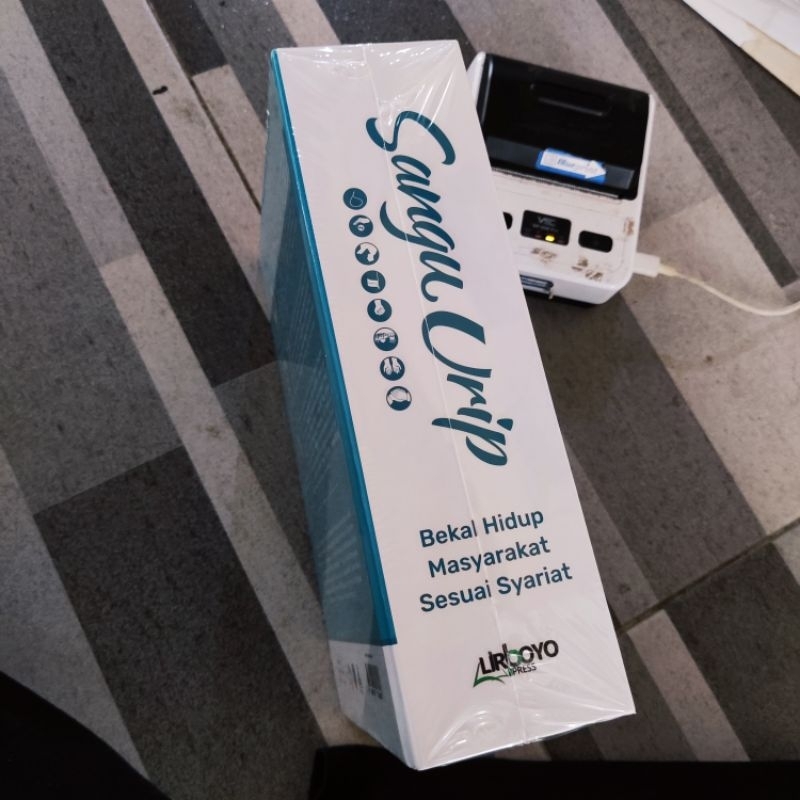 Sangu Urip
Bekal Hidup
Masyarakat
Sesuai Syariat
LIRBOYO
PRESS